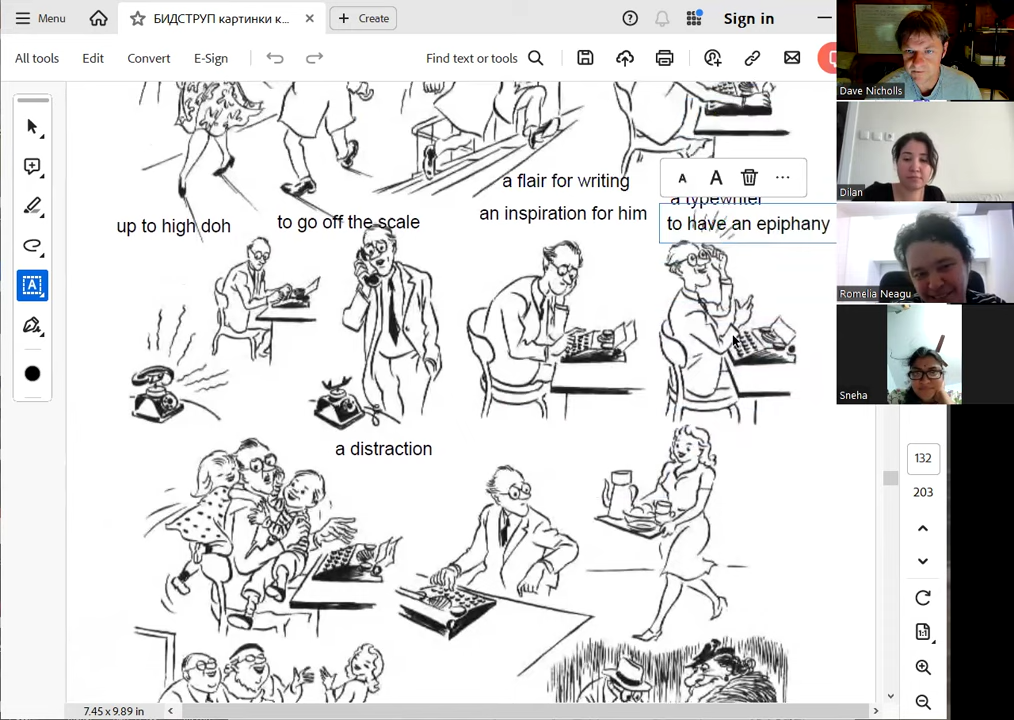 Menu
БИДСТРУП картинки к...
Create
Sign in
All tools
Edit
Convert
E-Sign
Find text or tools
Dave Nicholls
Dilan
Romelia Neagu
Sneha
a flair for writing
A A ...
a typewriter
up to high doh
to go off the scale
an inspiration for him
to have an epiphany
a distraction
132
203
1:1
7.45 x 9.89 in